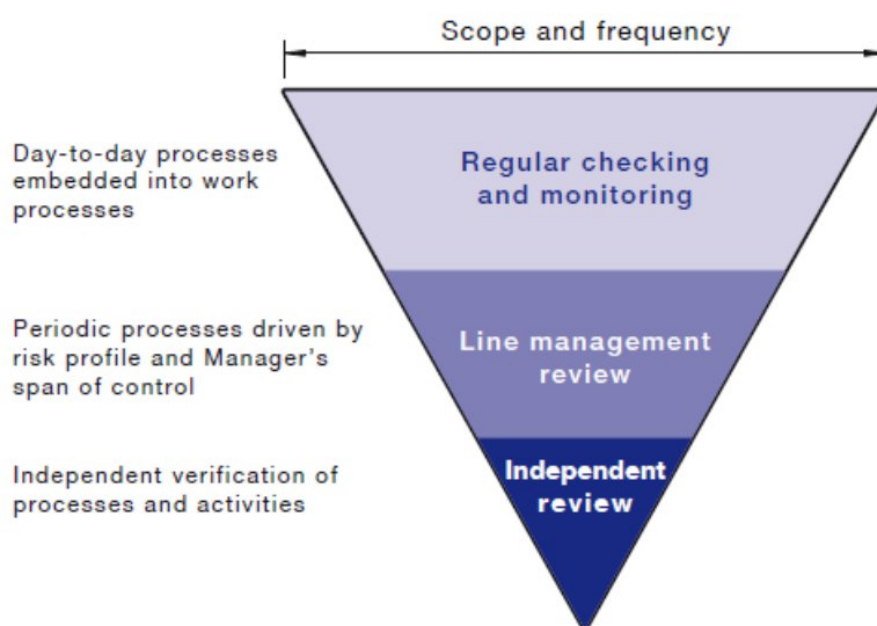 Scope and frequency
Day-to-day processes
embedded into work
processes
Regular checking
and monitoring
Periodic processes driven by
risk profile and Manager's
span of control
Line management
review
Independent verification of
processes and activities
Independent
review